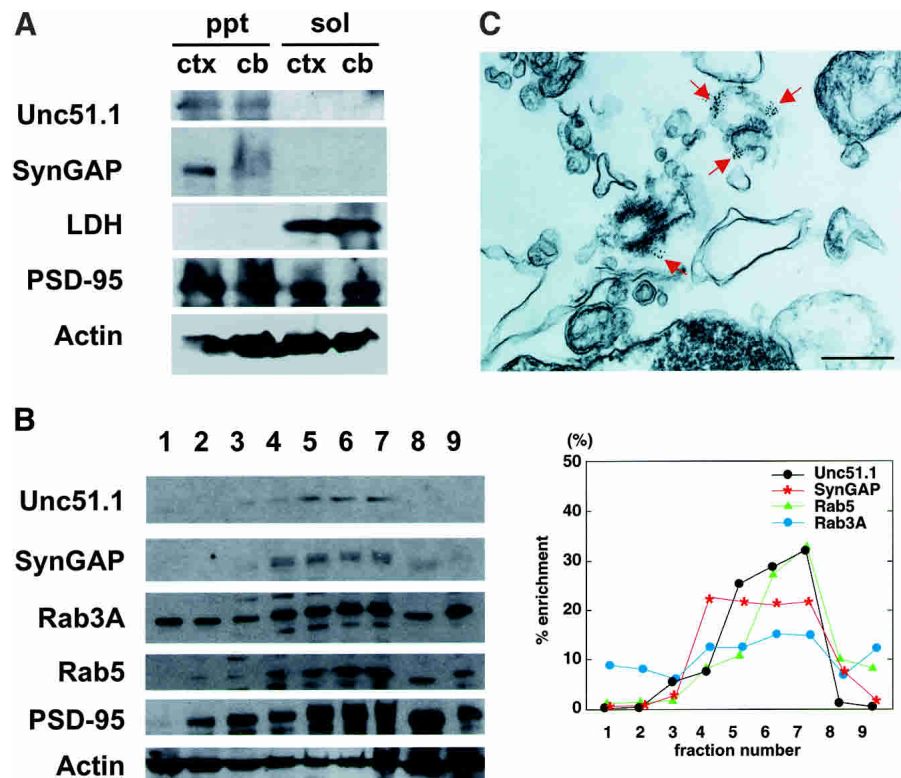 A
ppt sol
ctx cb ctx cb
Unc51.1
SynGAP
LDH
PSD-95
Actin
C
B
1 2 3 4 5 6 7 8 9
Unc51.1
SynGAP
Rab3A
Rab5
PSD-95
Actin
(%)
50
40
30
20
10
0
% enrichment
Unc51.1
SynGAP
Rab5
Rab3A
1 2 3 4 5 6 7 8 9
fraction number